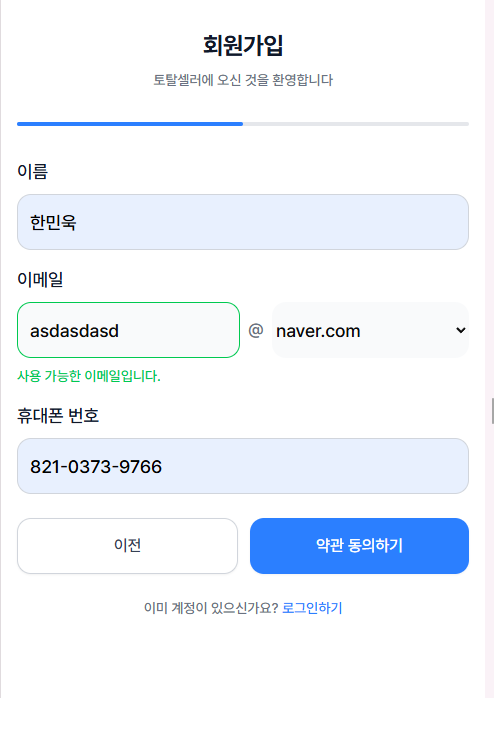 회원가입
토탈셀러에 오신 것을 환영합니다
이름
한민욱
이메일
asdasdasd @ naver.com
사용 가능한 이메일입니다.
휴대폰 번호
821-0373-9766
이전 약관 동의하기
이미 계정이 있으신가요? 로그인하기